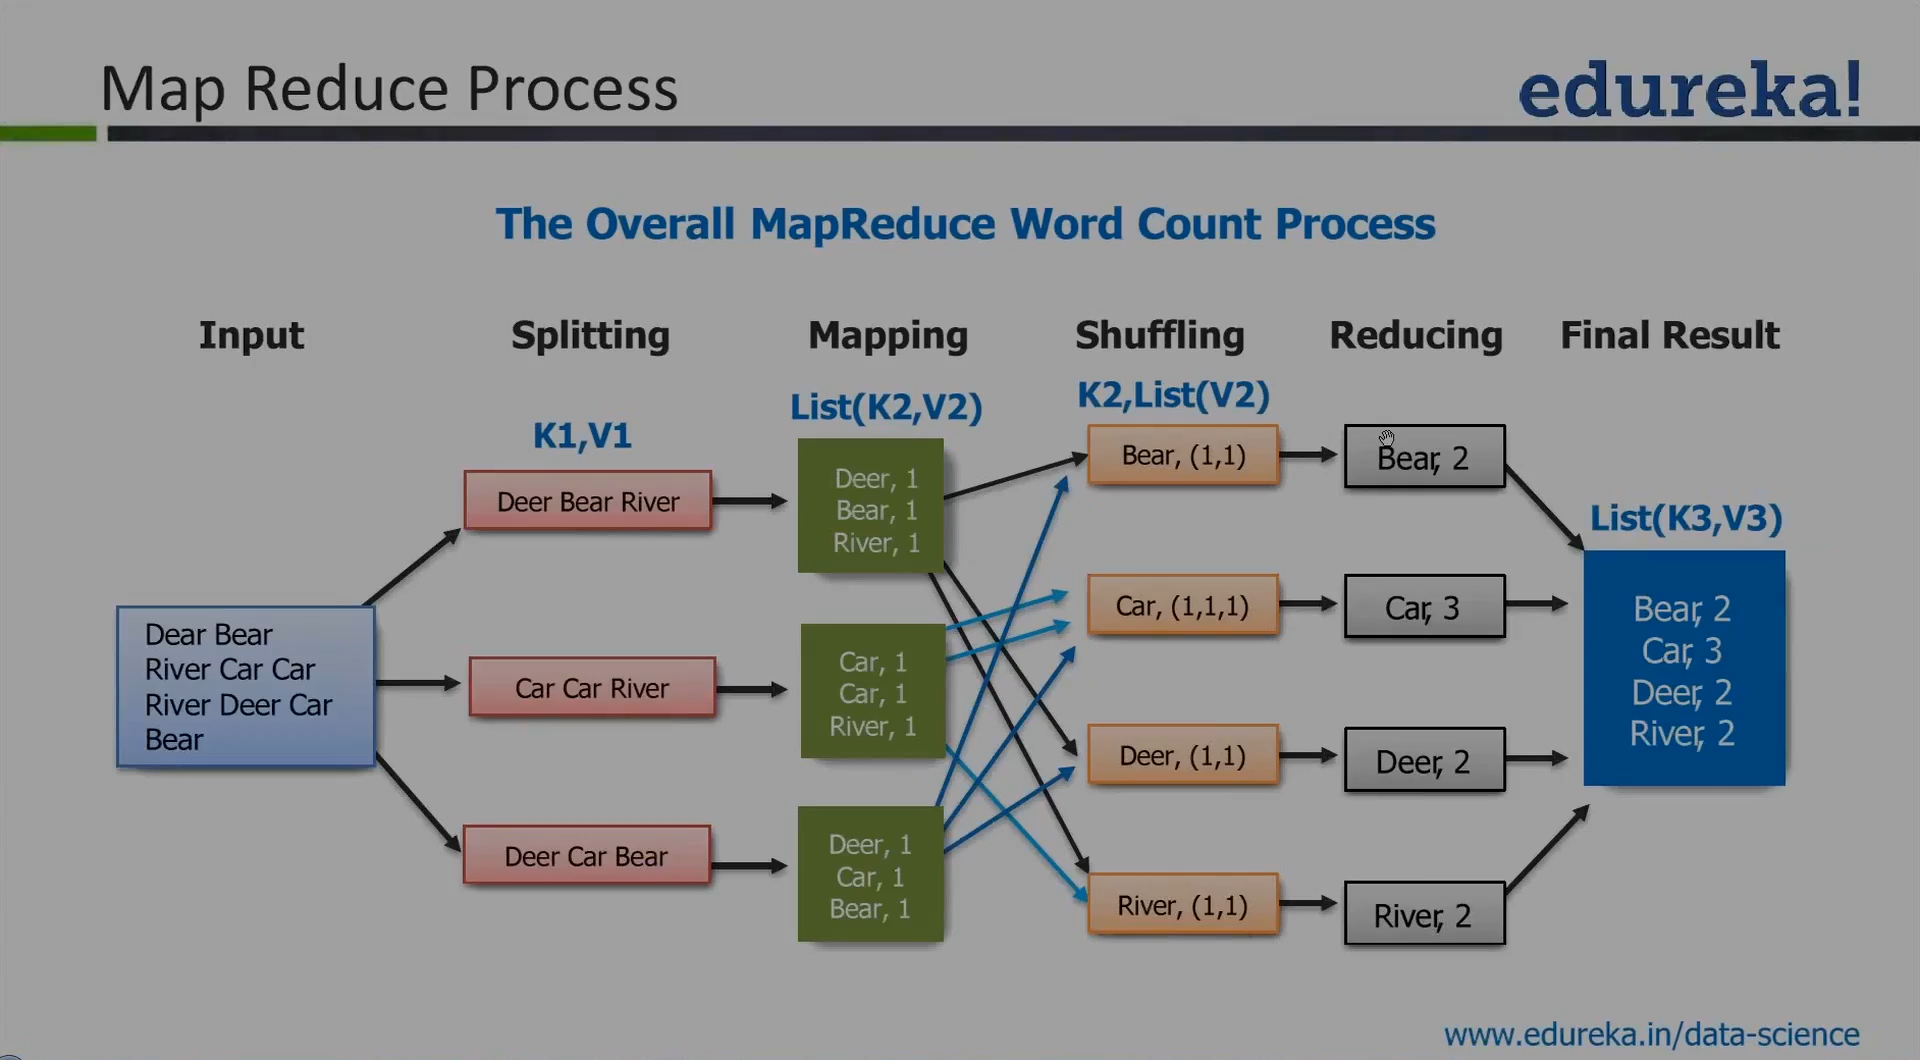 Map Reduce Process
edureka!
The Overall MapReduce Word Count Process
Input
Splitting
Mapping
Shuffling
Reducing
Final Result
K1,V1
List(K2,V2)
K2,List(V2)
List(K3,V3)
Dear Bear
River Car Car
River Deer Car
Bear
Deer Bear River
Car Car River
Deer Car Bear
Deer, 1
Bear, 1
River, 1
Car, 1
Car, 1
River, 1
Deer, 1
Car, 1
Bear, 1
Bear, (1,1)
Car, (1,1,1)
Deer, (1,1)
River, (1,1)
Bear, 2
Car, 3
Deer, 2
River, 2
Bear, 2
Car, 3
Deer, 2
River, 2
www.edureka.in/data-science